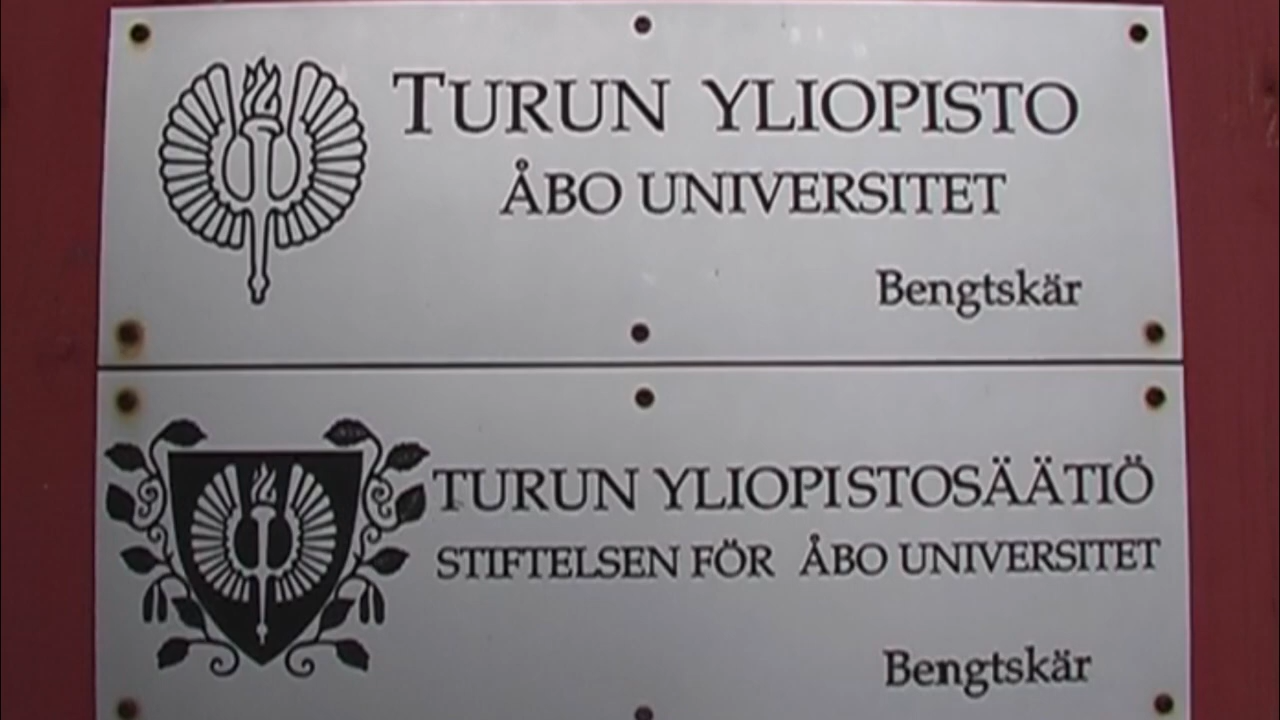 TURUN YLIOPISTO
ÅBO UNIVERSITET
Bengtskär
TURUN YLIOPISTOSÄÄTIÖ
STIFTELSEN FÖR ÅBO UNIVERSITET
Bengtskär